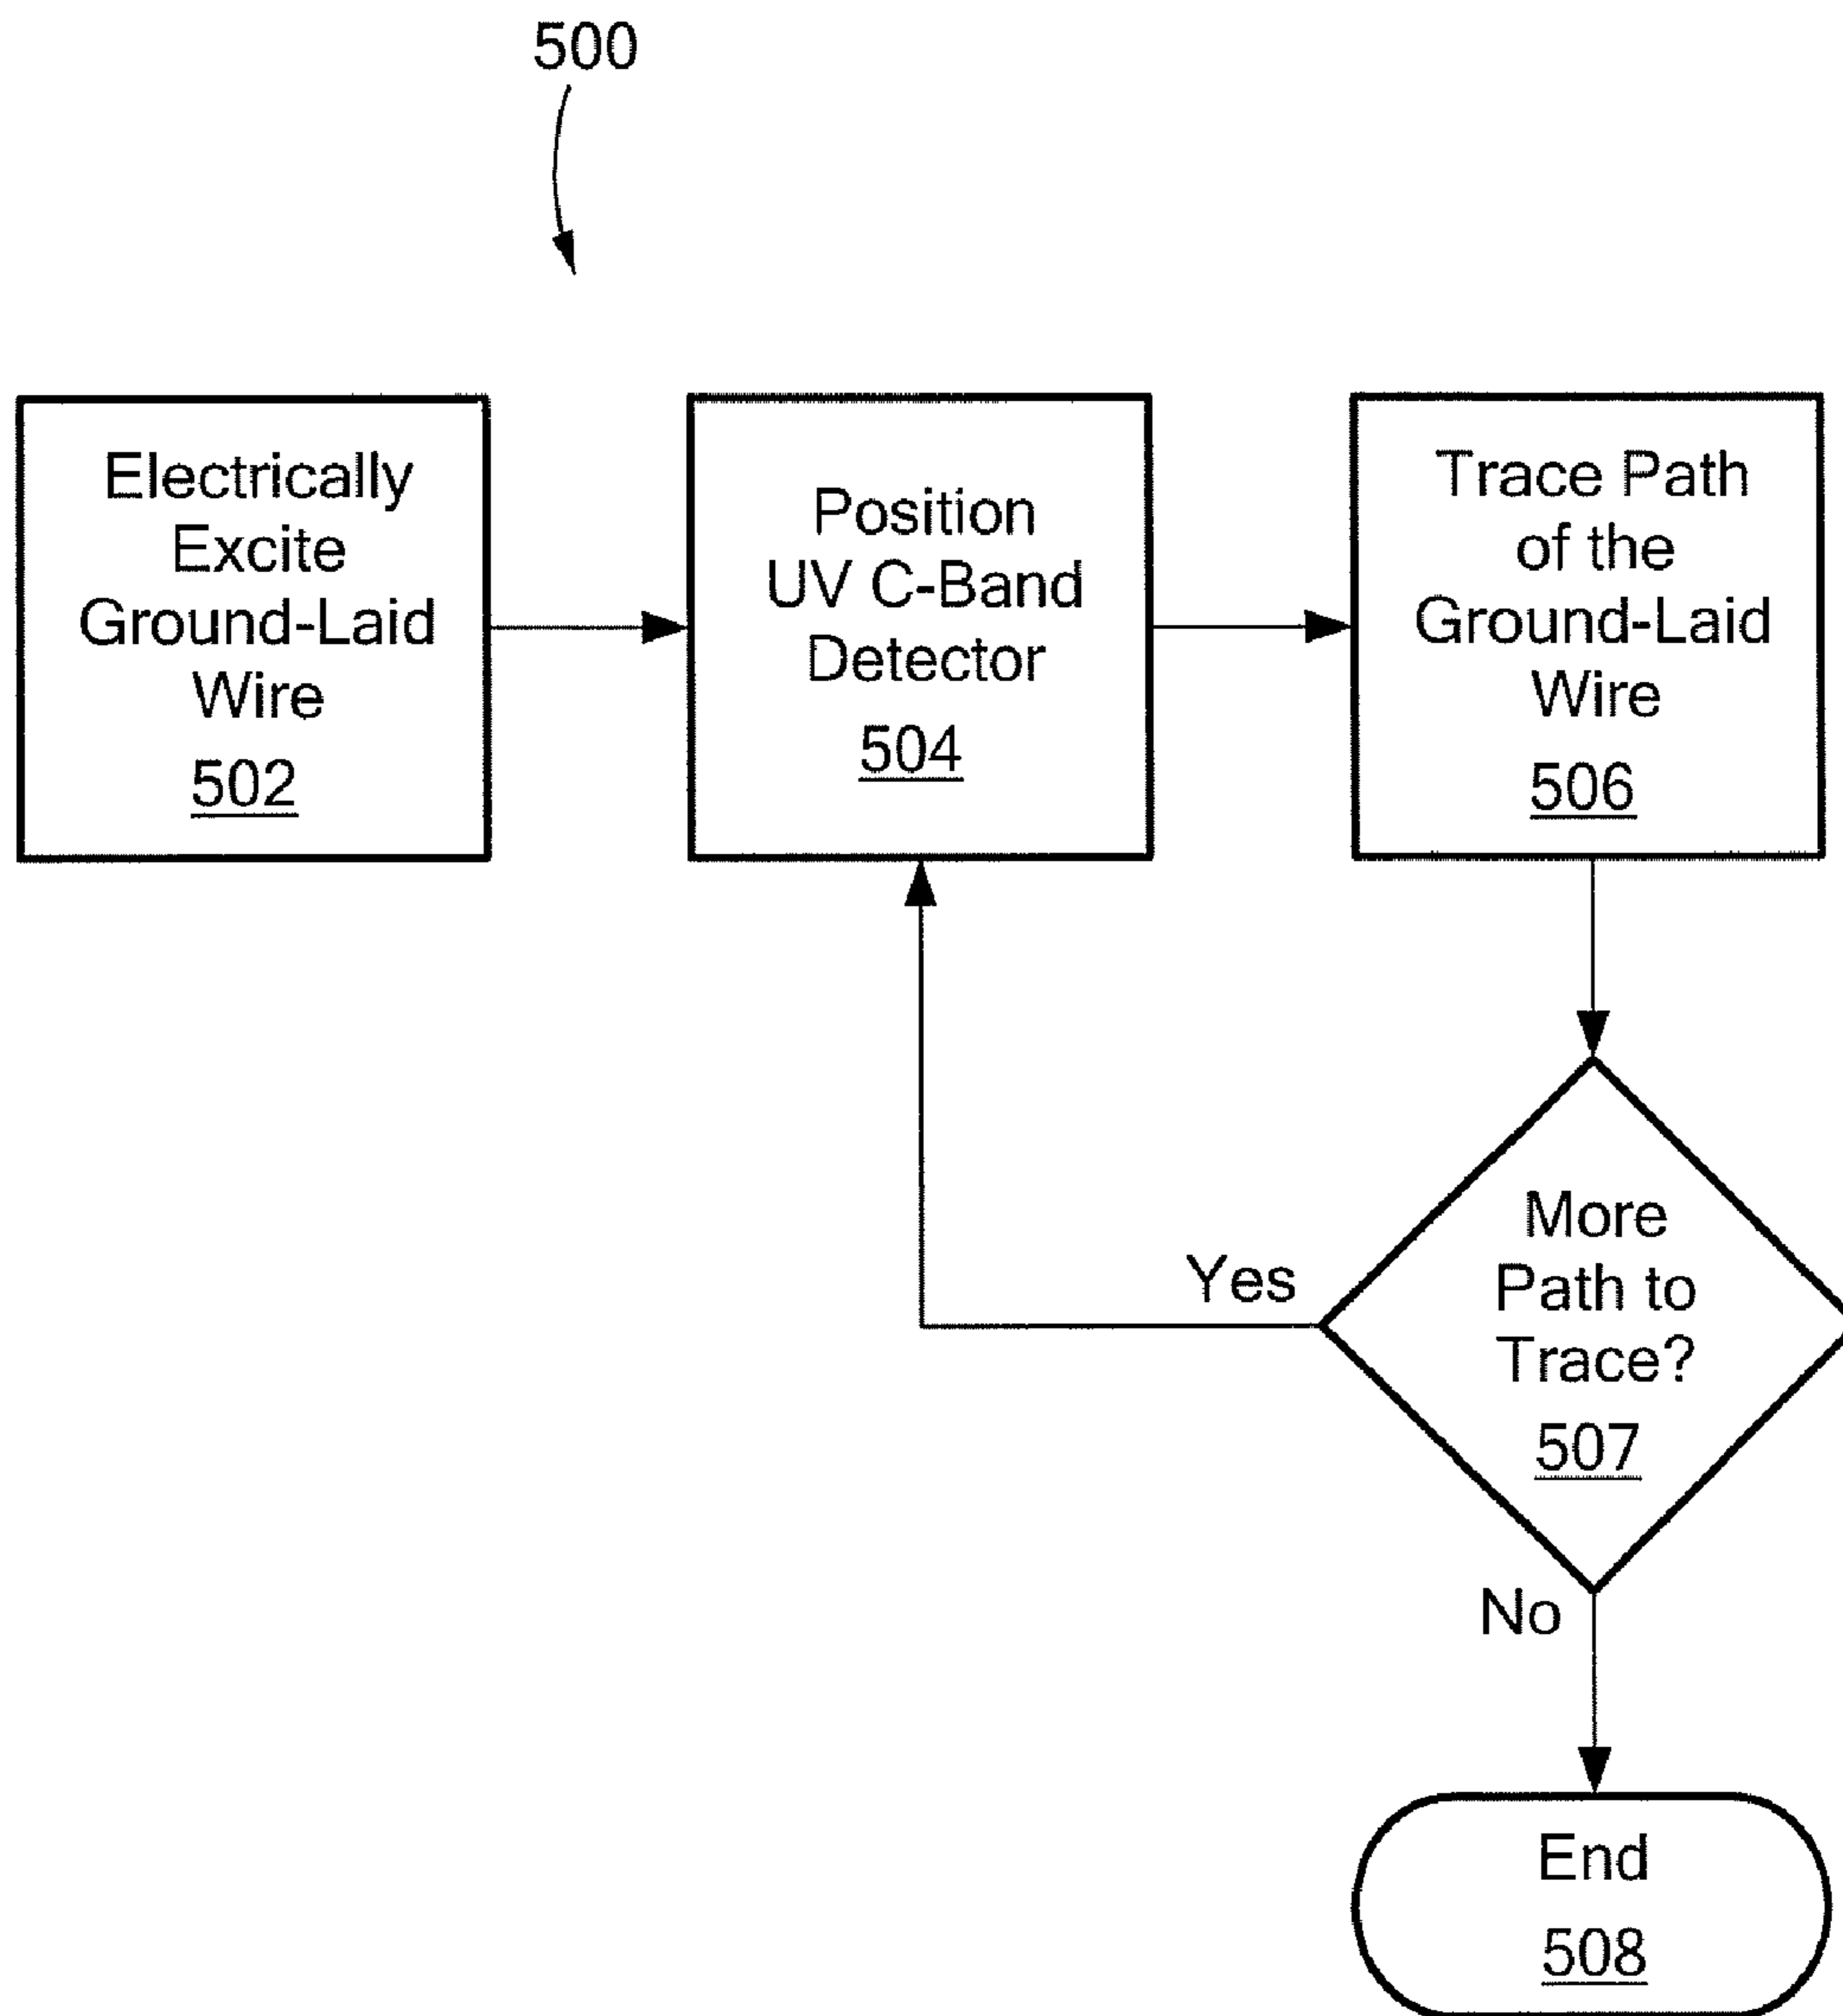 500
Electrically
Excite
Ground-Laid
Wire
502
Position
UV C-Band
Detector
504
Trace Path
of the
Ground-Laid
Wire
506
More
Path to
Trace?
507
Yes
No
End
508